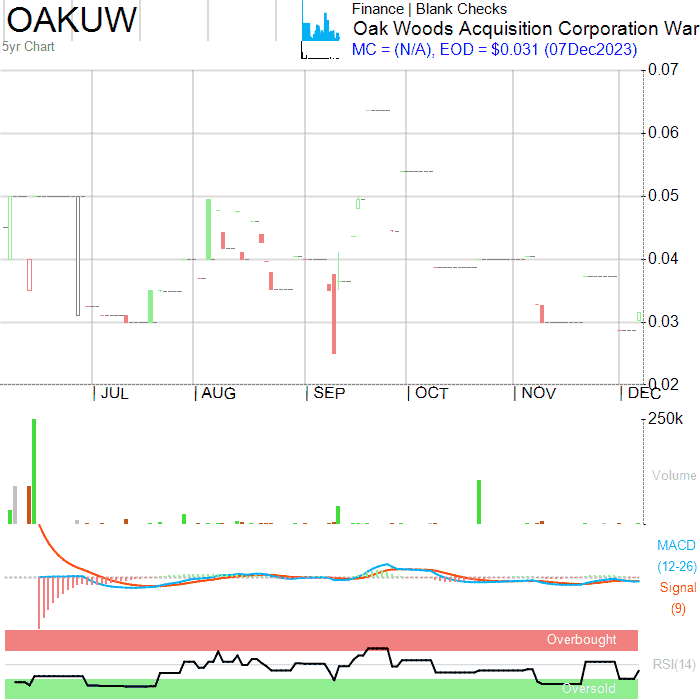 OAKUW
5yr Chart
Finance | Blank Checks
Oak Woods Acquisition Corporation War
MC = (N/A), EOD = $0.031 (07Dec2023)
0.07
0.06
0.05
0.04
0.03
0.02
JUL AUG SEP OCT NOV DEC
250k
Volume
MACD
(12-26)
Signal
(9)
Overbought
RSI(14)
Oversold